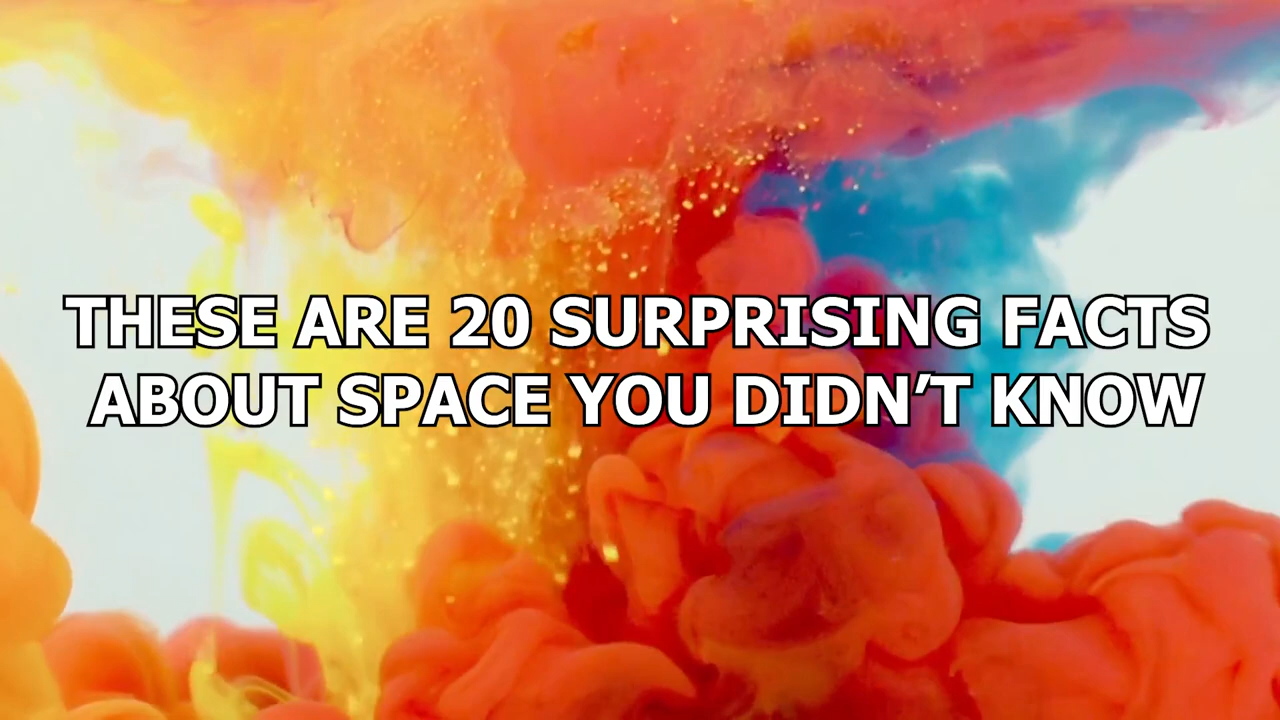 THESE ARE 20 SURPRISING FACTS
ABOUT SPACE YOU DIDN’T KNOW